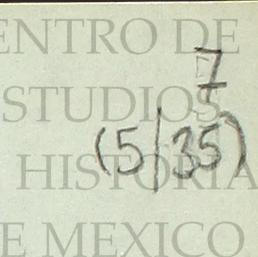 ENTRO DE
7
STUDIOS
(5/35)
HISTORIA
E MEXICO